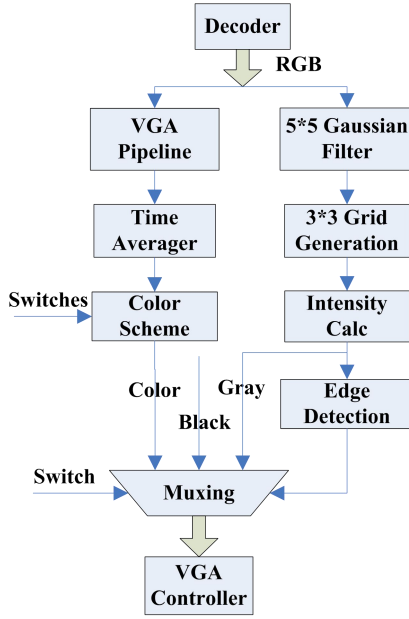 Decoder
RGB
VGA
Pipeline
5*5 Gaussian
Filter
Time
Averager
3*3 Grid
Generation
Switches
Color
Scheme
Intensity
Calc
Color
Black
Gray
Edge
Detection
Switch
Muxing
VGA
Controller